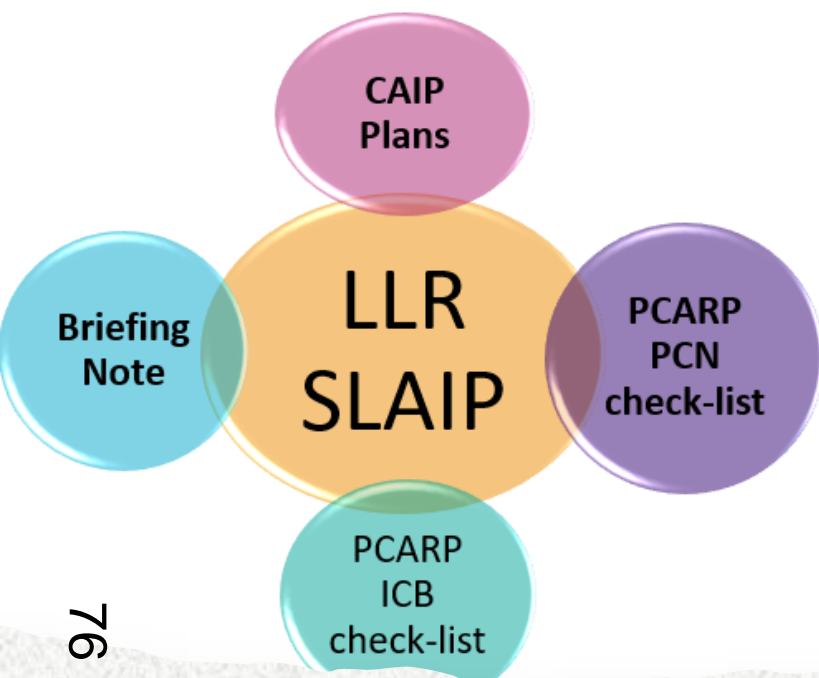 CAIP
Plans
Briefing
Note
LLR
SLAIP
PCARP
PCN
check-list
PCARP
ICB
check-list
76